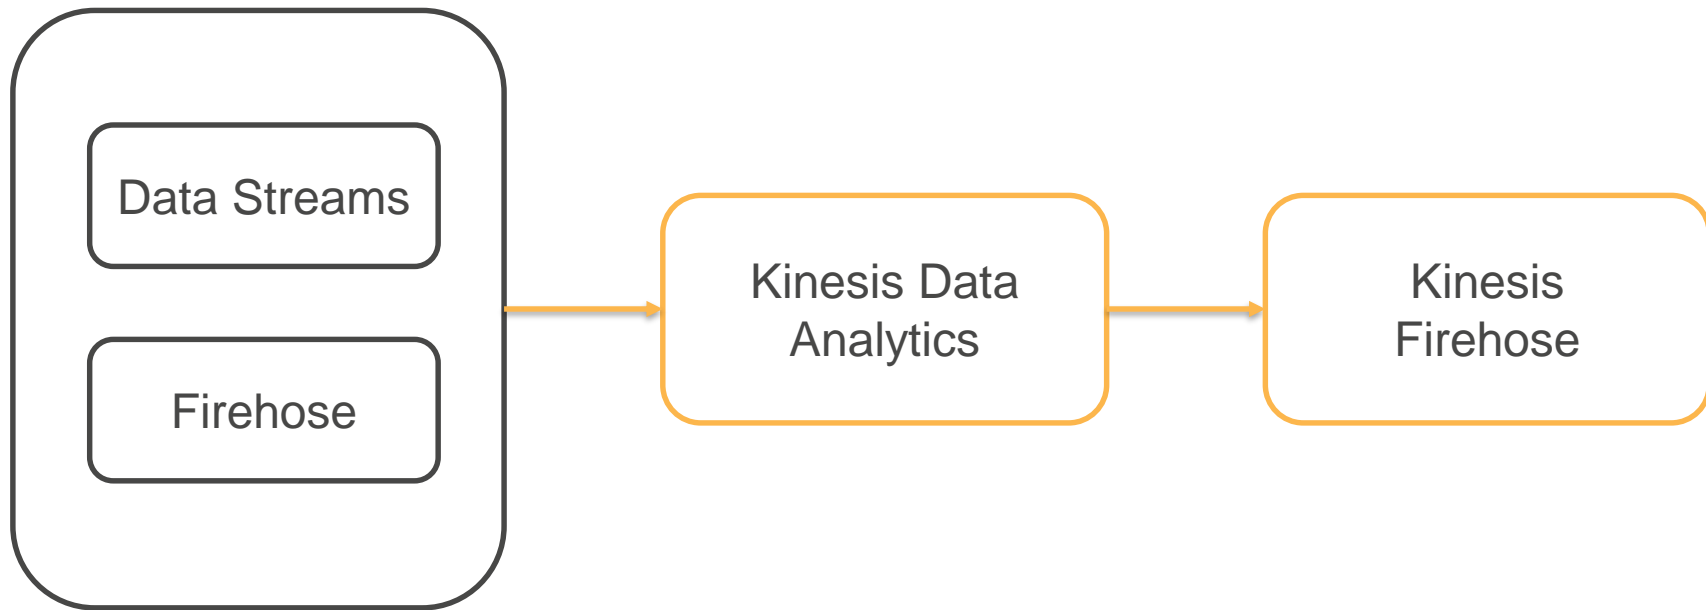 Data Streams
Firehose
Kinesis Data
Analytics
Kinesis
Firehose